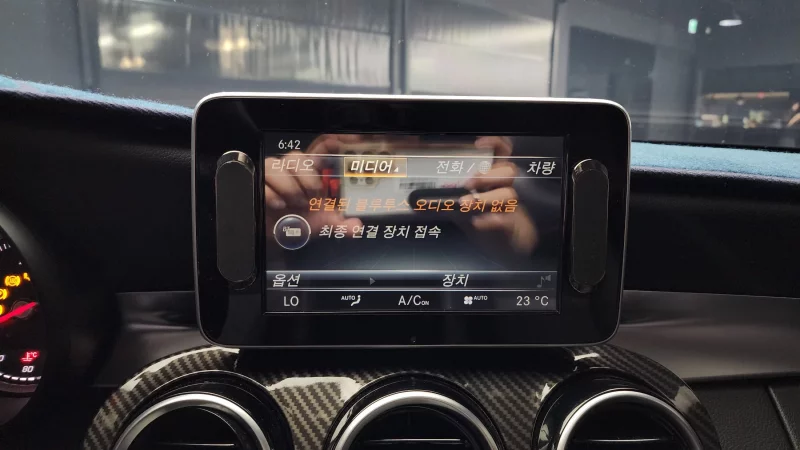 6:42
라디오 미디어 전화 / 차량
연결된 블루투스 오디오 장치 없음
최종 연결 장치 접속
옵션 장치
LO AUTO A/C ON AUTO 23 °C
80